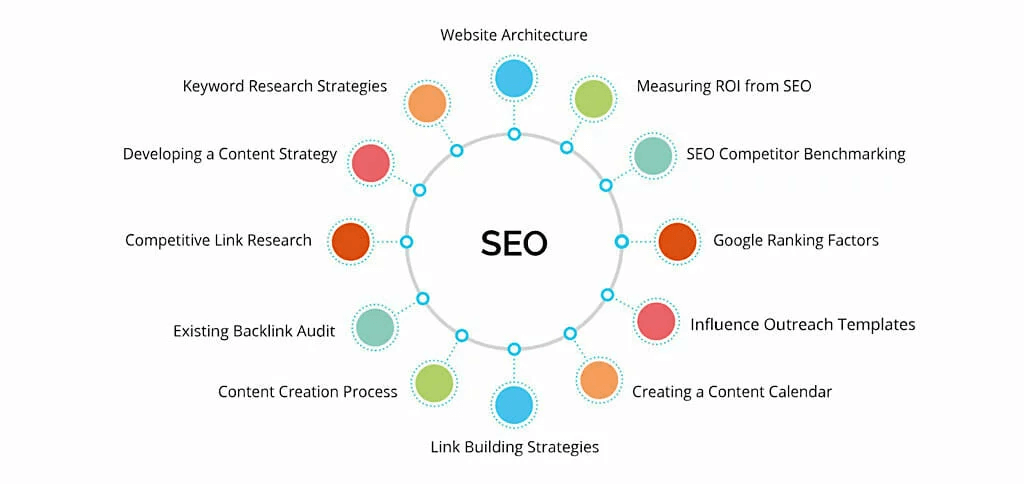 Website Architecture
Keyword Research Strategies
Measuring ROI from SEO
Developing a Content Strategy
SEO Competitor Benchmarking
Competitive Link Research
SEO
Google Ranking Factors
Existing Backlink Audit
Influence Outreach Templates
Content Creation Process
Creating a Content Calendar
Link Building Strategies